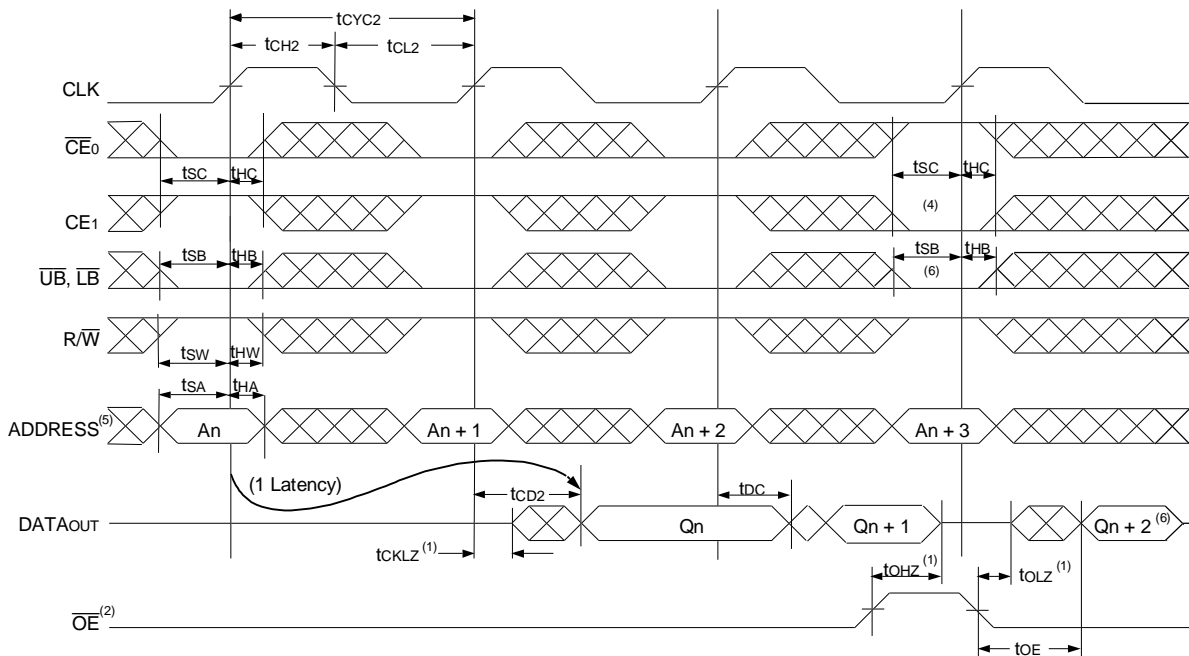 tCYC2
tCH2
tCL2
CLK
CE0
tSC
tHC
tSC
tHC
CE1
(4)
tSB
tHB
tSB
tHB
UB, LB
(6)
R/W
tSW
tHW
tSA
tHA
ADDRESS(5)
An
An + 1
An + 2
An + 3
(1 Latency)
tCD2
tDC
DATAOUT
Qn
Qn + 1
Qn + 2(6)
tCKLZ(1)
tOHZ(1)
tOLZ(1)
OE(2)
tOE